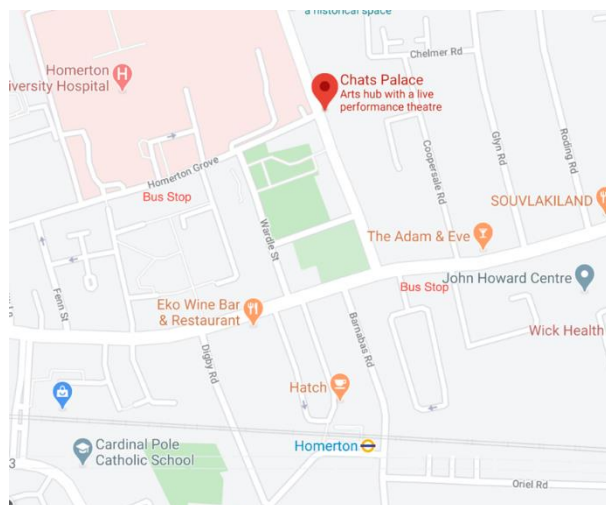 a historical space
Chelmer Rd
Homerton
iversity Hospital
H
Chats Palace
Arts hub with a live
performance theatre
Homerton Grove
Bus Stop
Wardle St
Coopersale Rd
Glyn Rd
Roding Rd
SOUVLAKILAND
The Adam & Eve
John Howard Centre
Bus Stop
Fenn St
Eko Wine Bar
& Restaurant
Digby Rd
Barnabas Rd
Wick Health
Hatch
Homerton
Cardinal Pole
Catholic School
3
Oriel Rd